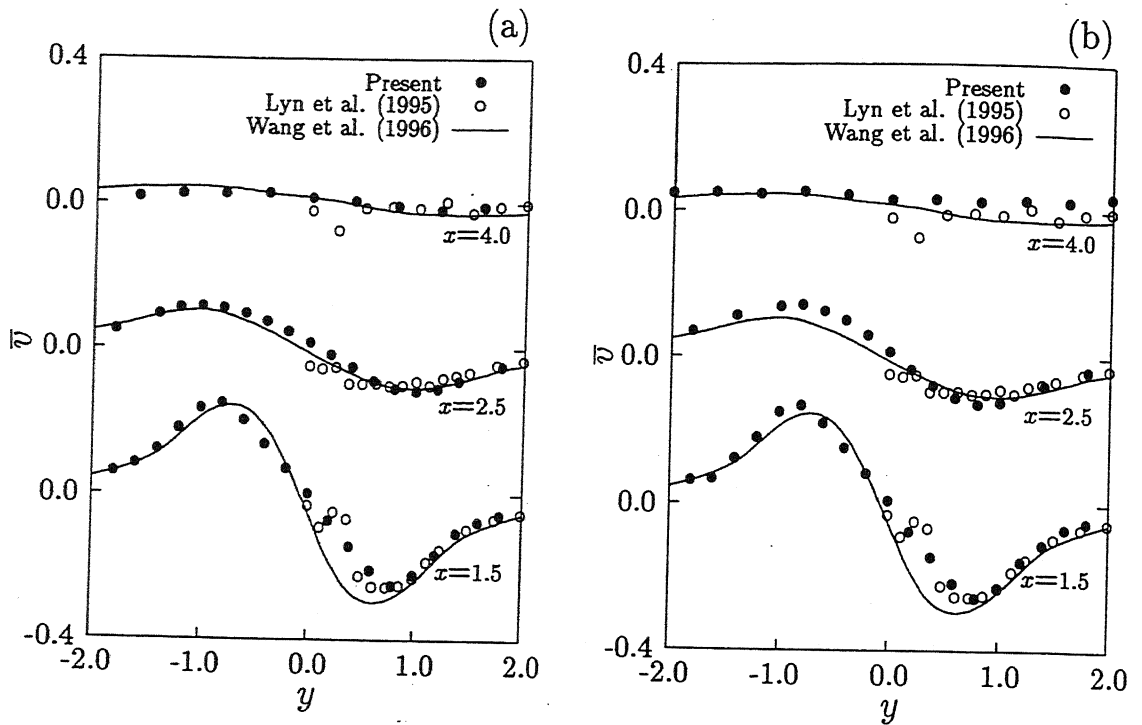 (a)
0.4
Present
Lyn et al. (1995)
Wang et al. (1996)
0.0
x=4.0
v̅
0.0
x=2.5
0.0
x=1.5
-0.4
-2.0 -1.0 0.0 1.0 2.0
y
(b)
0.4
Present
Lyn et al. (1995)
Wang et al. (1996)
0.0
x=4.0
v̅
0.0
x=2.5
0.0
x=1.5
-0.4
-2.0 -1.0 0.0 1.0 2.0
y